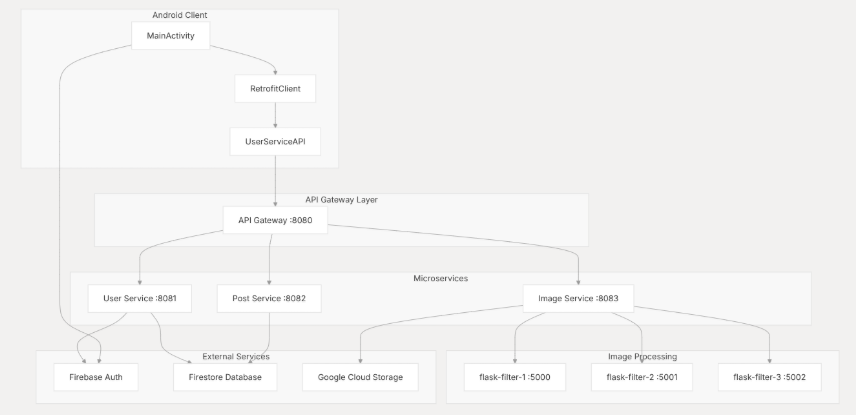 Android Client
MainActivity
RetrofitClient
UserServiceAPI
API Gateway Layer
API Gateway :8080
Microservices
User Service :8081
Post Service :8082
Image Service :8083
External Services
Image Processing
Firebase Auth
Firestore Database
Google Cloud Storage
flask-filter-1 :5000
flask-filter-2 :5001
flask-filter-3 :5002